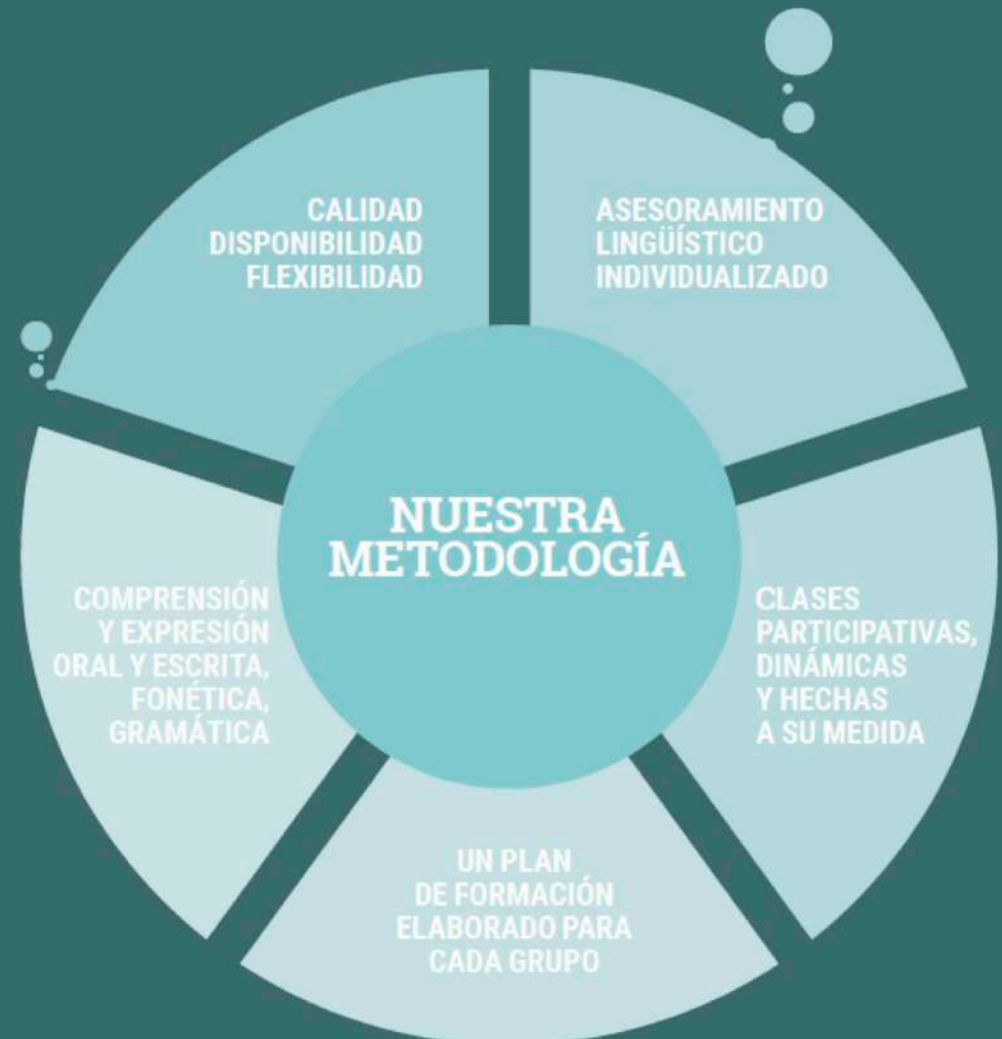 CALIDAD
DISPONIBILIDAD
FLEXIBILIDAD
ASESORAMIENTO
LINGÜÍSTICO
INDIVIDUALIZADO
NUESTRA
METODOLOGÍA
COMPRENSIÓN
Y EXPRESIÓN
ORAL Y ESCRITA,
FONÉTICA,
GRAMÁTICA
CLASES
PARTICIPATIVAS,
DINÁMICAS
Y HECHAS
A SU MEDIDA
UN PLAN
DE FORMACIÓN
ELABORADO PARA
CADA GRUPO